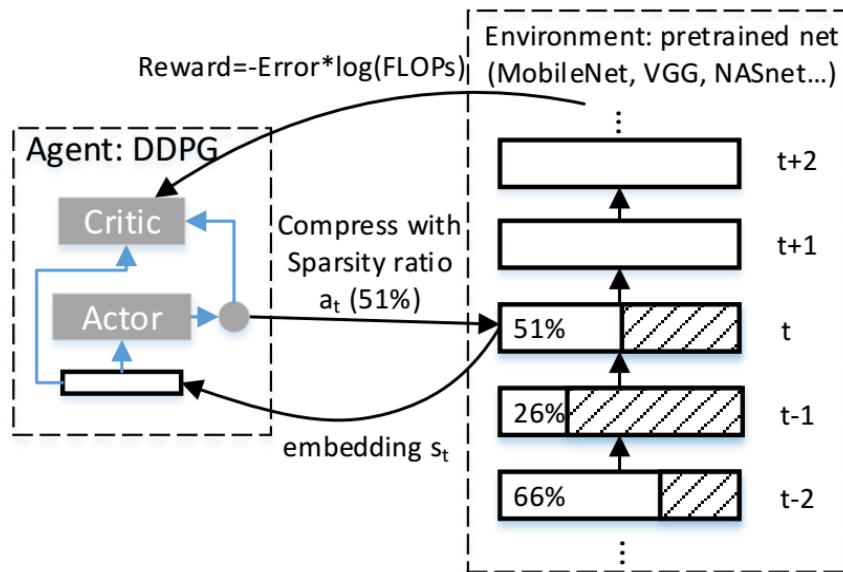 Environment: pretrained net
(MobileNet, VGG, NASnet...)
Reward=-Error*log(FLOPs)
Agent: DDPG
Critic
Actor
Compress with
Sparsity ratio
aₜ (51%)
embedding sₜ
...
t+2
t+1
51%
t
26%
t-1
66%
t-2
...